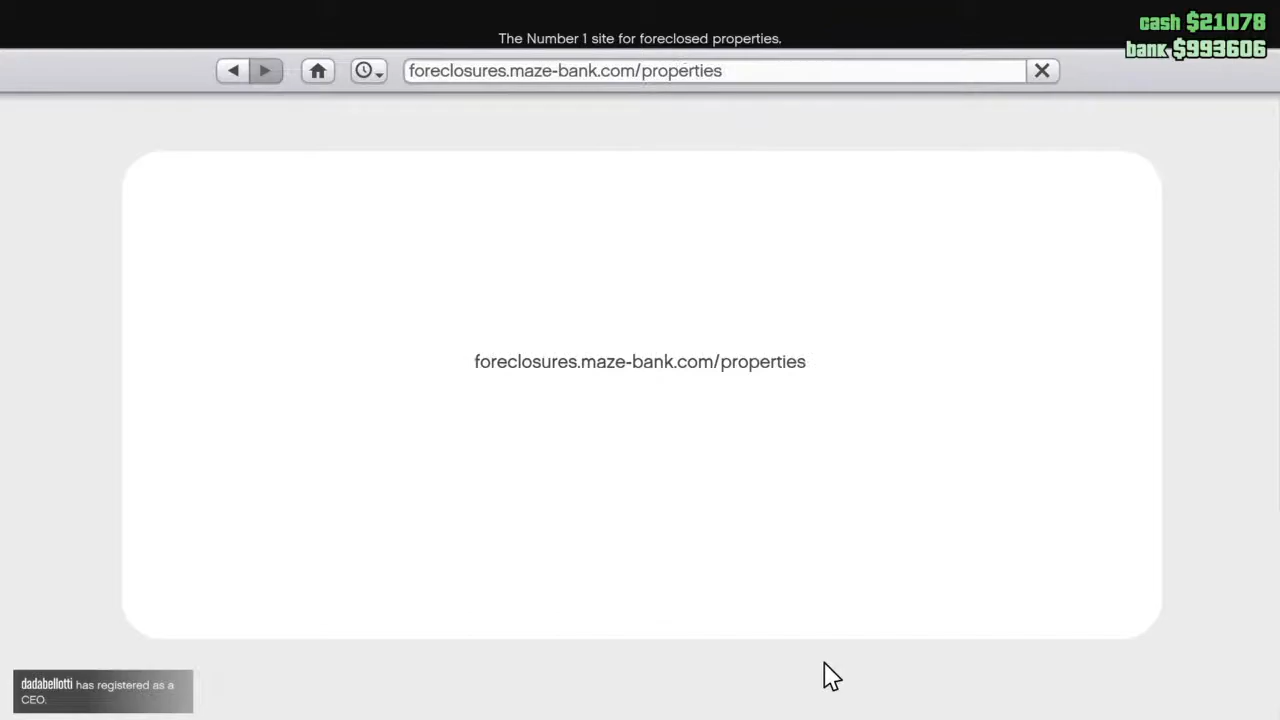 cash $21078
The Number 1 site for foreclosed properties.
bank $993606
foreclosures.maze-bank.com/properties
foreclosures.maze-bank.com/properties
dadabellotti has registered as a
CEO.